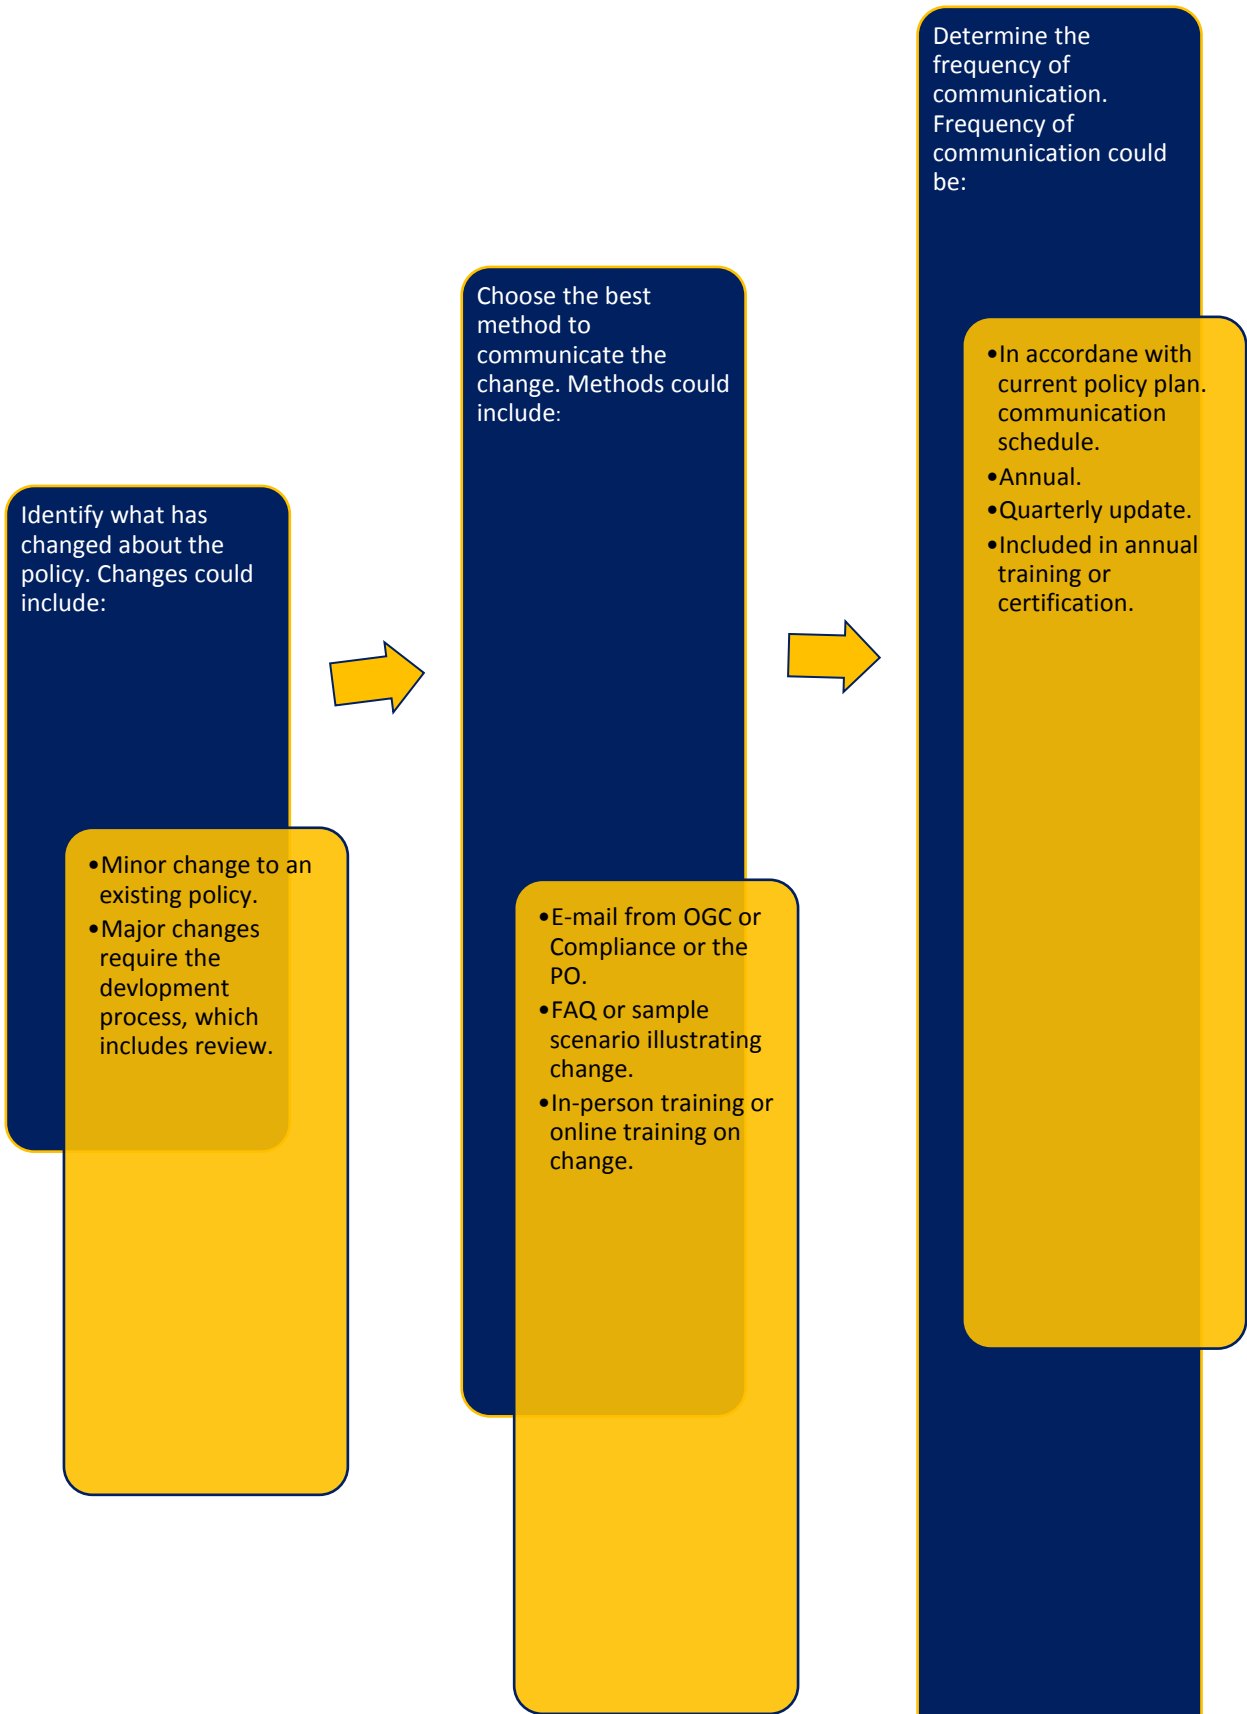 Identify what has
changed about the
policy. Changes could
include:
•Minor change to an
existing policy.
•Major changes
require the
devlopment
process, which
includes review.
Choose the best
method to
communicate the
change. Methods could
include:
•E-mail from OGC or
Compliance or the
PO.
•FAQ or sample
scenario illustrating
change.
•In-person training or
online training on
change.
Determine the
frequency of
communication.
Frequency of
communication could
be:
•In accordane with
current policy plan.
communication
schedule.
•Annual.
•Quarterly update.
•Included in annual
training or
certification.